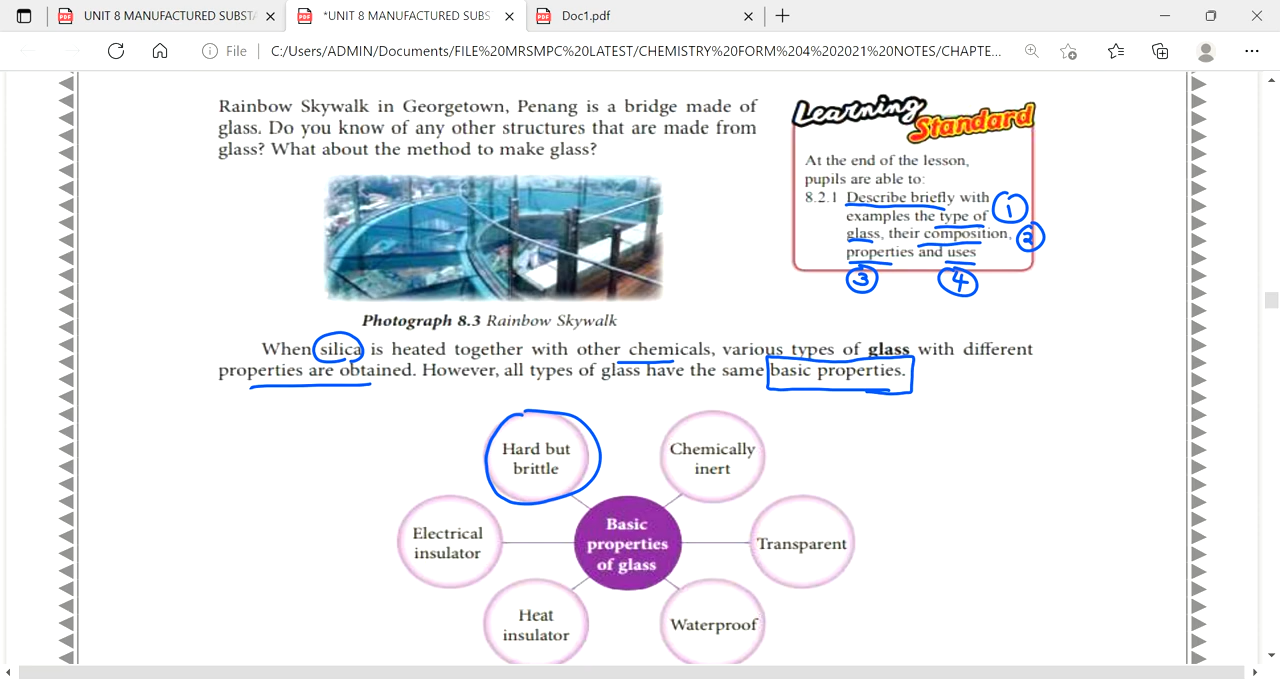 UNIT 8 MANUFACTURED SUBSTA
*UNIT 8 MANUFACTURED SUBS
Doc1.pdf
File
C:/Users/ADMIN/Documents/FILE%20MRSMPC%20LATEST/CHEMISTRY%20FORM%204%202021%20NOTES/CHAPTE...
Rainbow Skywalk in Georgetown, Penang is a bridge made of
glass. Do you know of any other structures that are made from
glass? What about the method to make glass?
Learning
Standard
At the end of the lesson,
pupils are able to:
8.2.1 Describe briefly with
examples the type of
glass, their composition,
properties and uses
1
2
3
4
Photograph 8.3 Rainbow Skywalk
When silica is heated together with other chemicals, various types of glass with different
properties are obtained. However, all types of glass have the same basic properties.
Hard but
brittle
Chemically
inert
Electrical
insulator
Basic
properties
of glass
Transparent
Heat
insulator
Waterproof